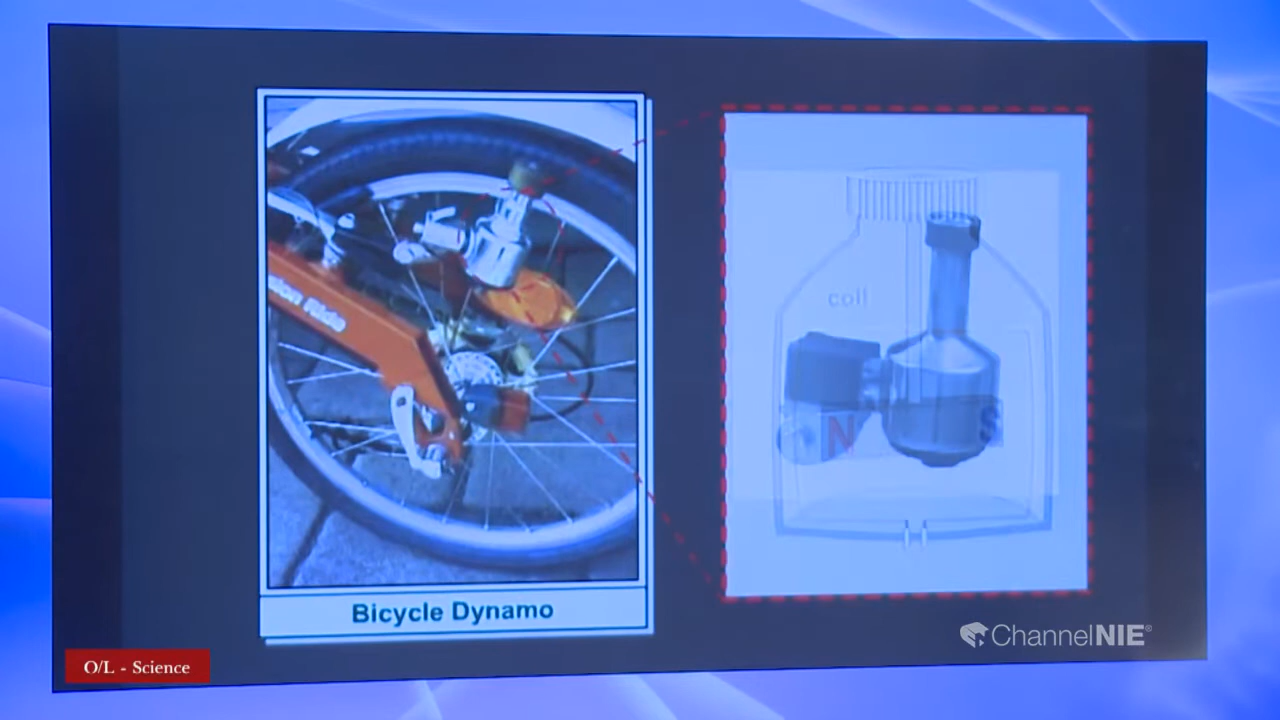 coil
N
S
Bicycle Dynamo
ChannelNIE®
O/L - Science